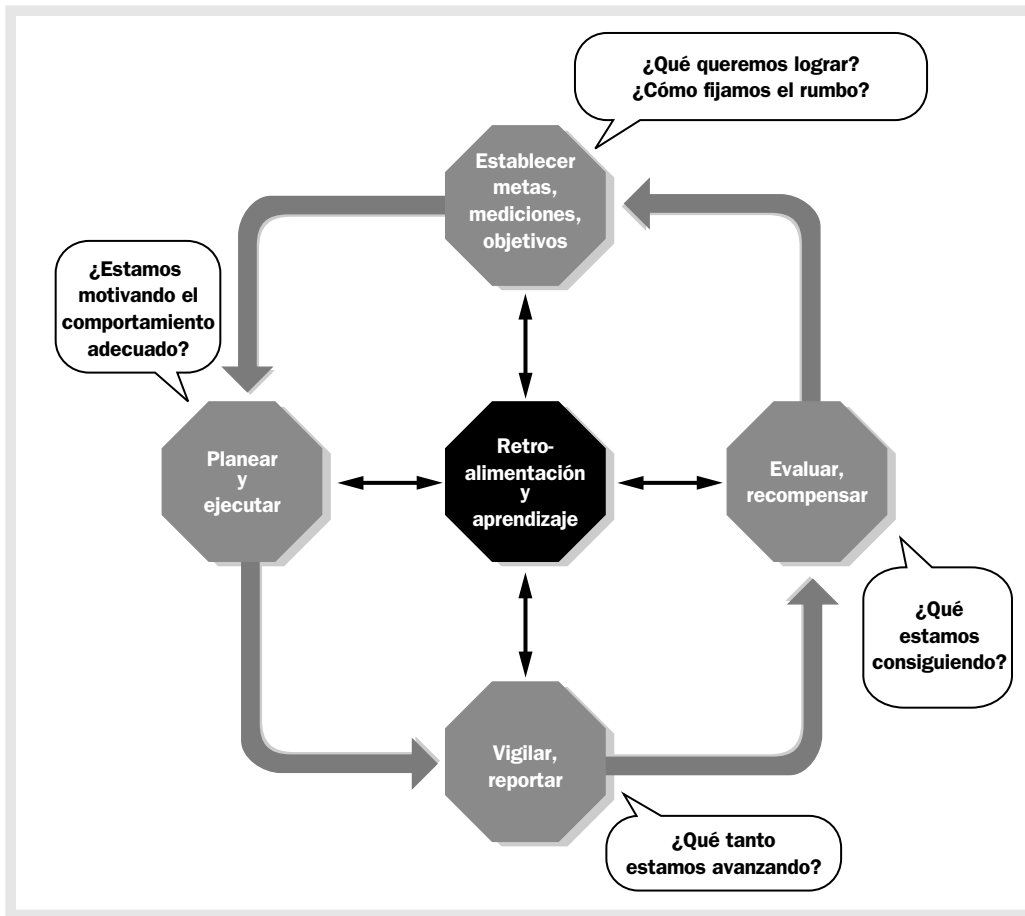 ¿Qué queremos lograr?
¿Cómo fijamos el rumbo?
Establecer
metas,
mediciones,
objetivos
¿Estamos
motivando el
comportamiento
adecuado?
Planear
y
ejecutar
Retro-
alimentación
y
aprendizaje
Evaluar,
recompensar
¿Qué
estamos
consiguiendo?
Vigilar,
reportar
¿Qué tanto
estamos avanzando?